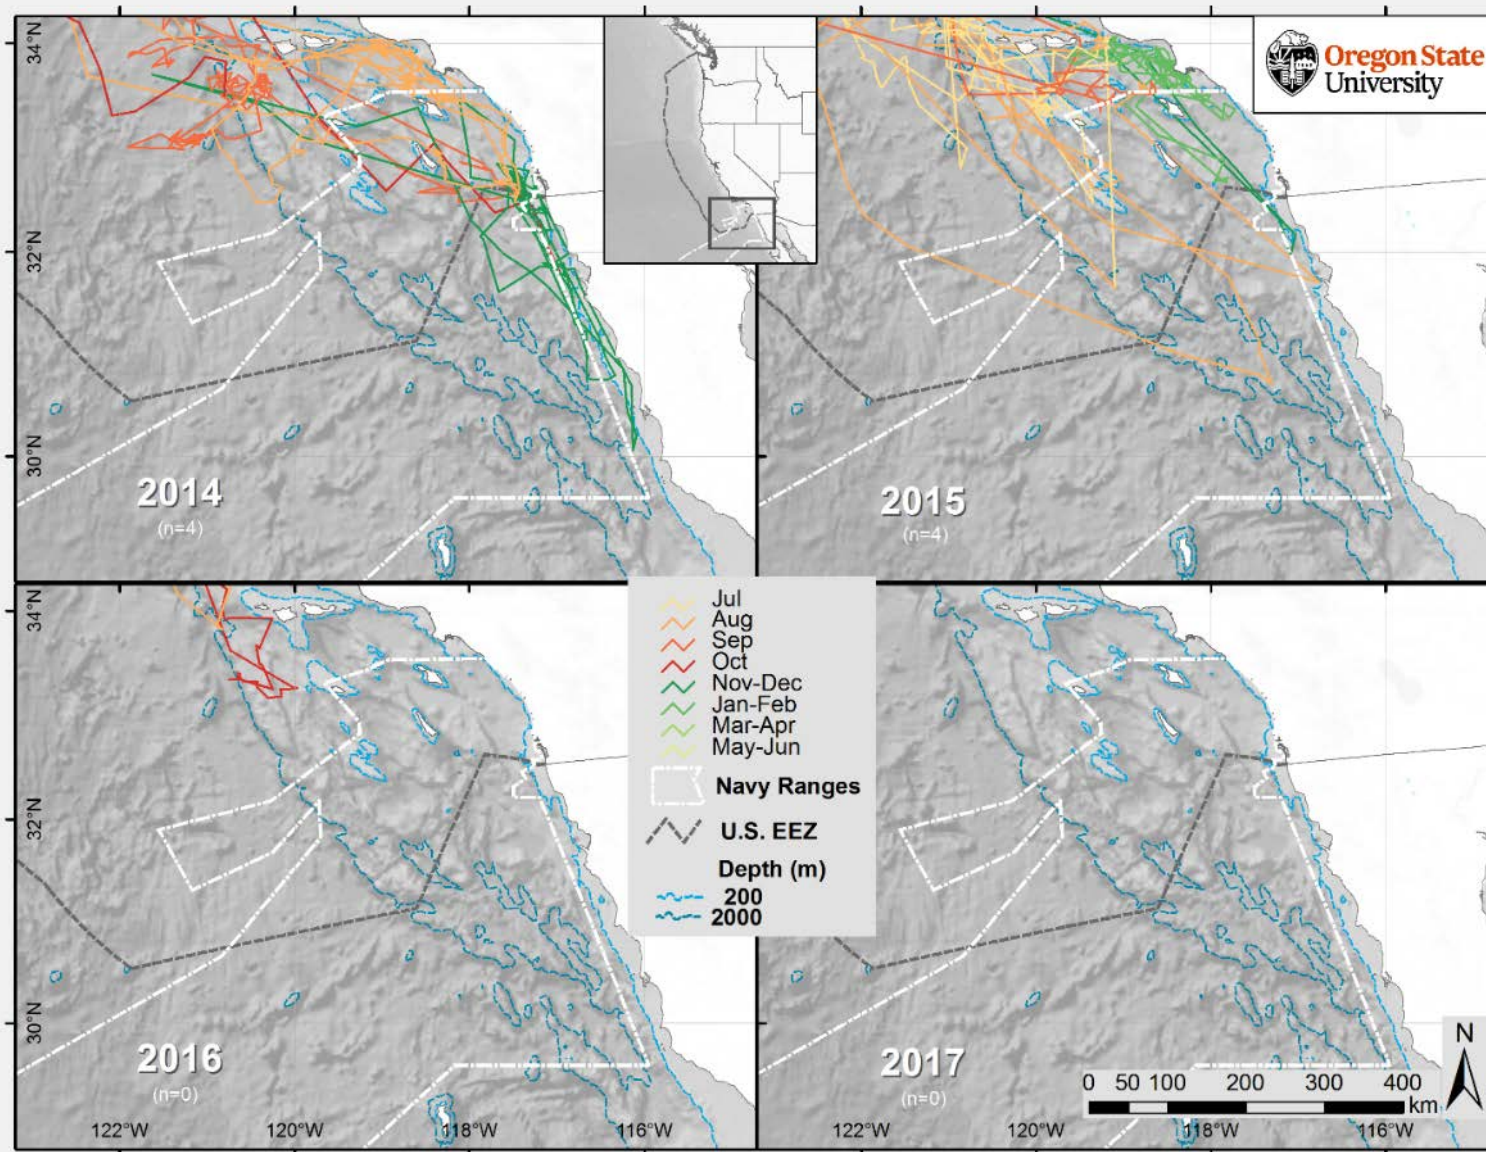 34°N
32°N
30°N
2014
(n=4)
Oregon State
University
2015
(n=4)
34°N
32°N
30°N
2016
(n=0)
122°W
120°W
118°W
116°W
Jul
Aug
Sep
Oct
Nov-Dec
Jan-Feb
Mar-Apr
May-Jun
Navy Ranges
U.S. EEZ
Depth (m)
200
2000
2017
(n=0)
N
0 50 100 200 300 400
km
122°W
120°W
118°W
116°W